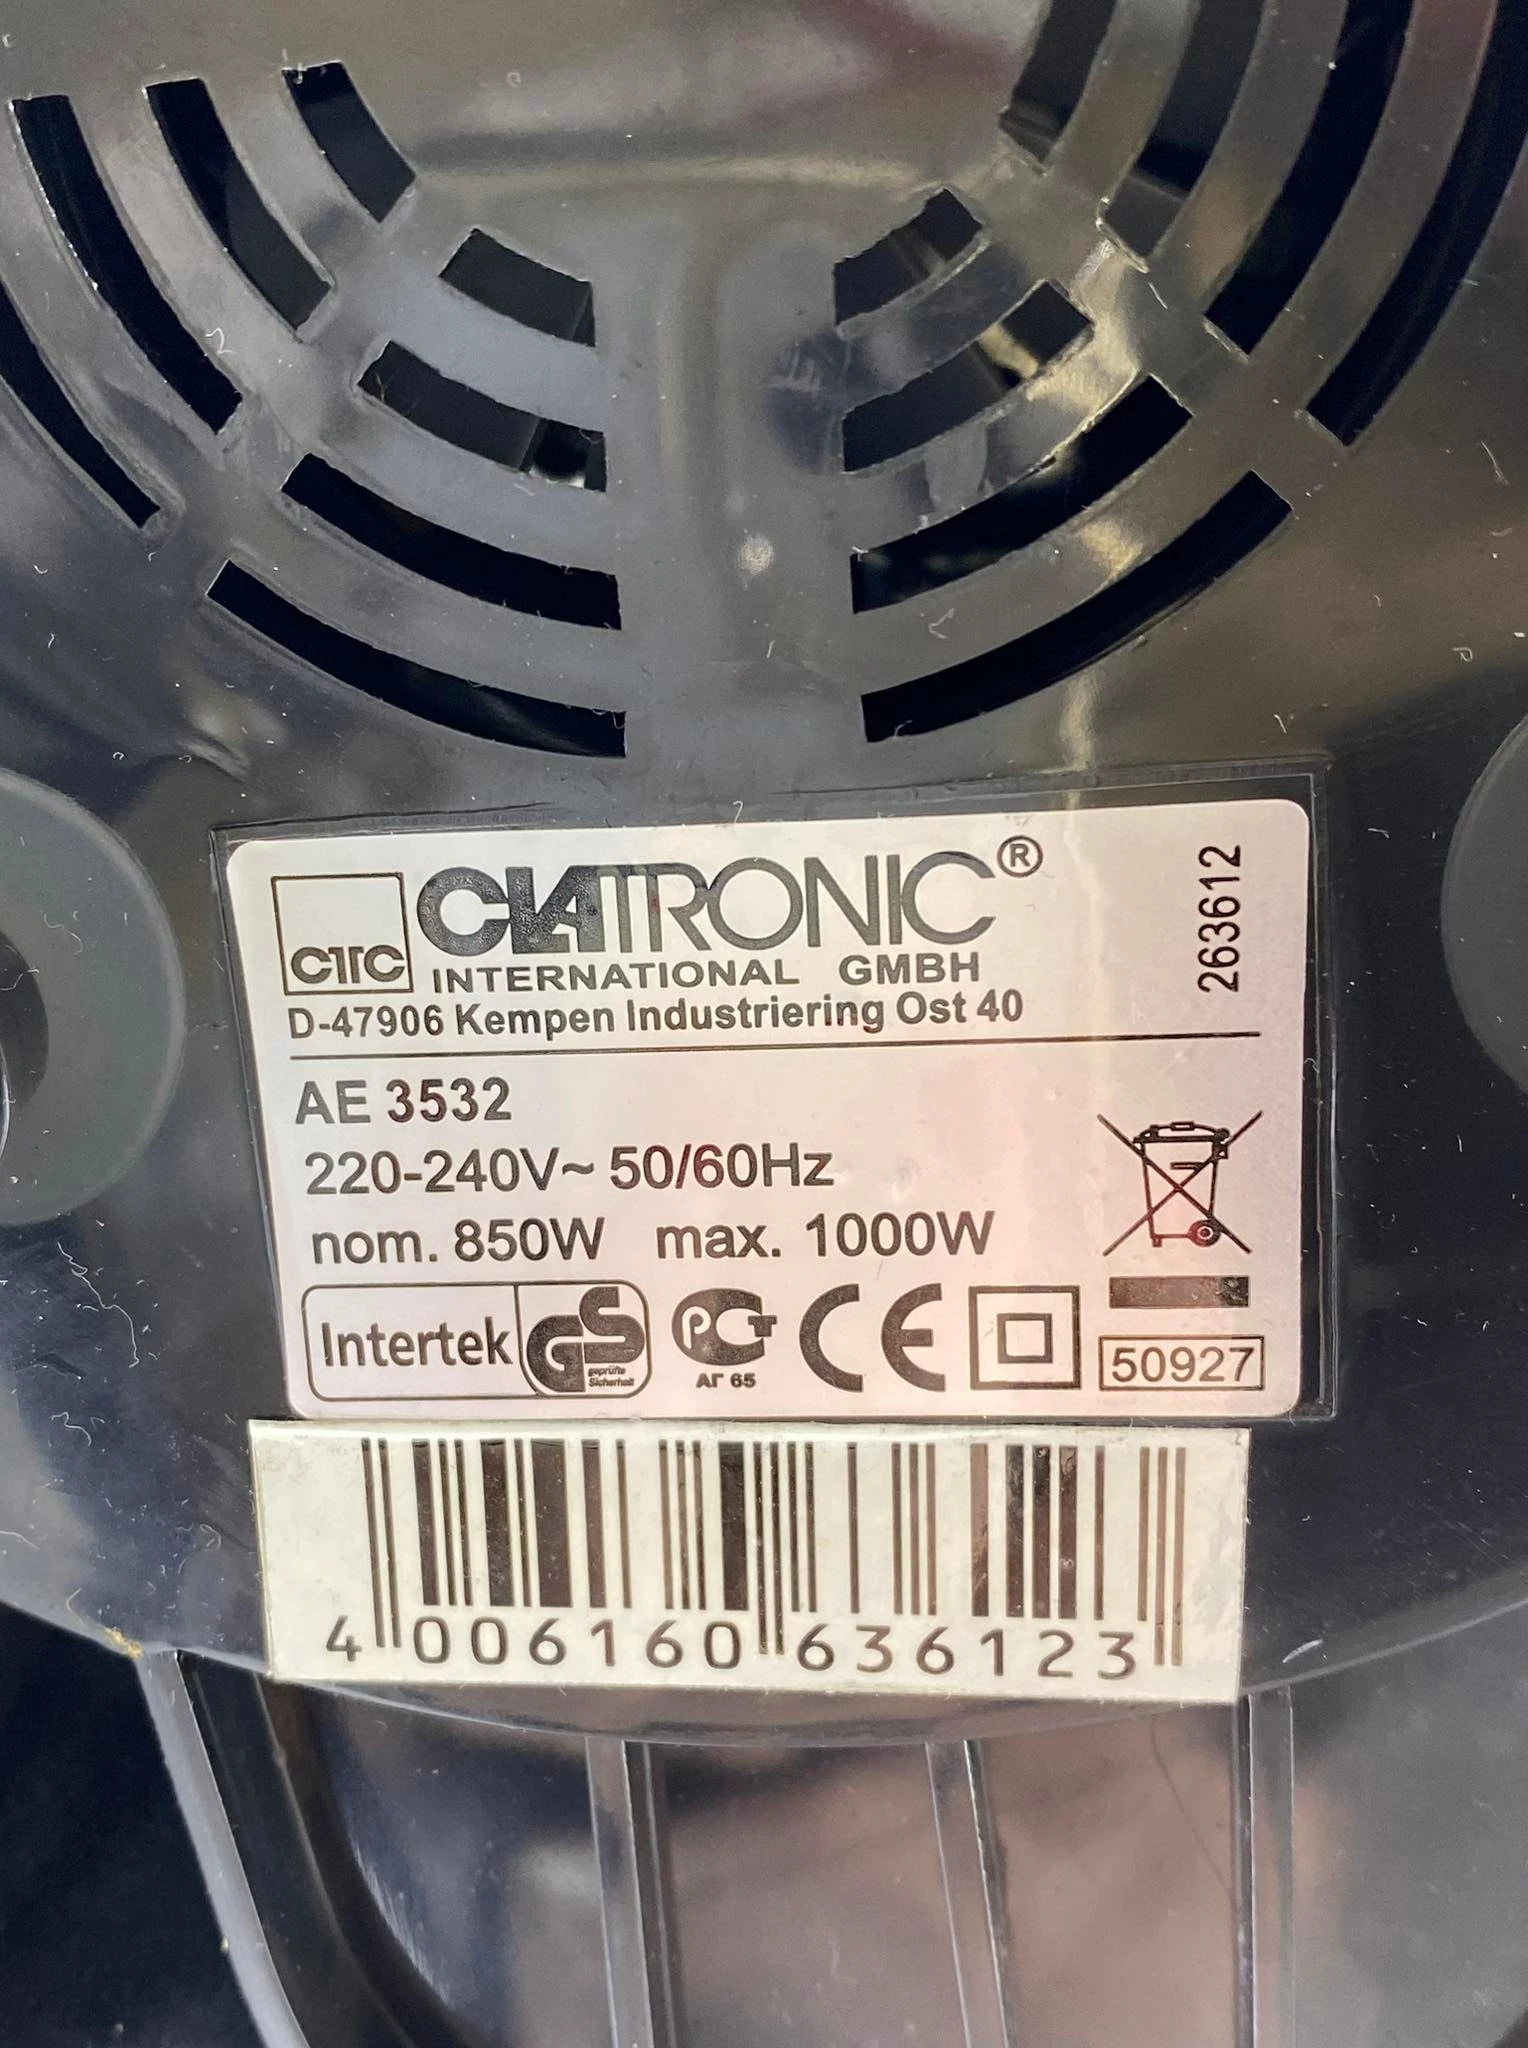 CTC CLATRONIC®
INTERNATIONAL GMBH
D-47906 Kempen Industriering Ost 40
263612
AE 3532
220-240V~ 50/60Hz
nom. 850W max. 1000W
Intertek GS
geprüfte
Sicherheit
РСТ
АГ 65
CE
50927
4 006160 636123